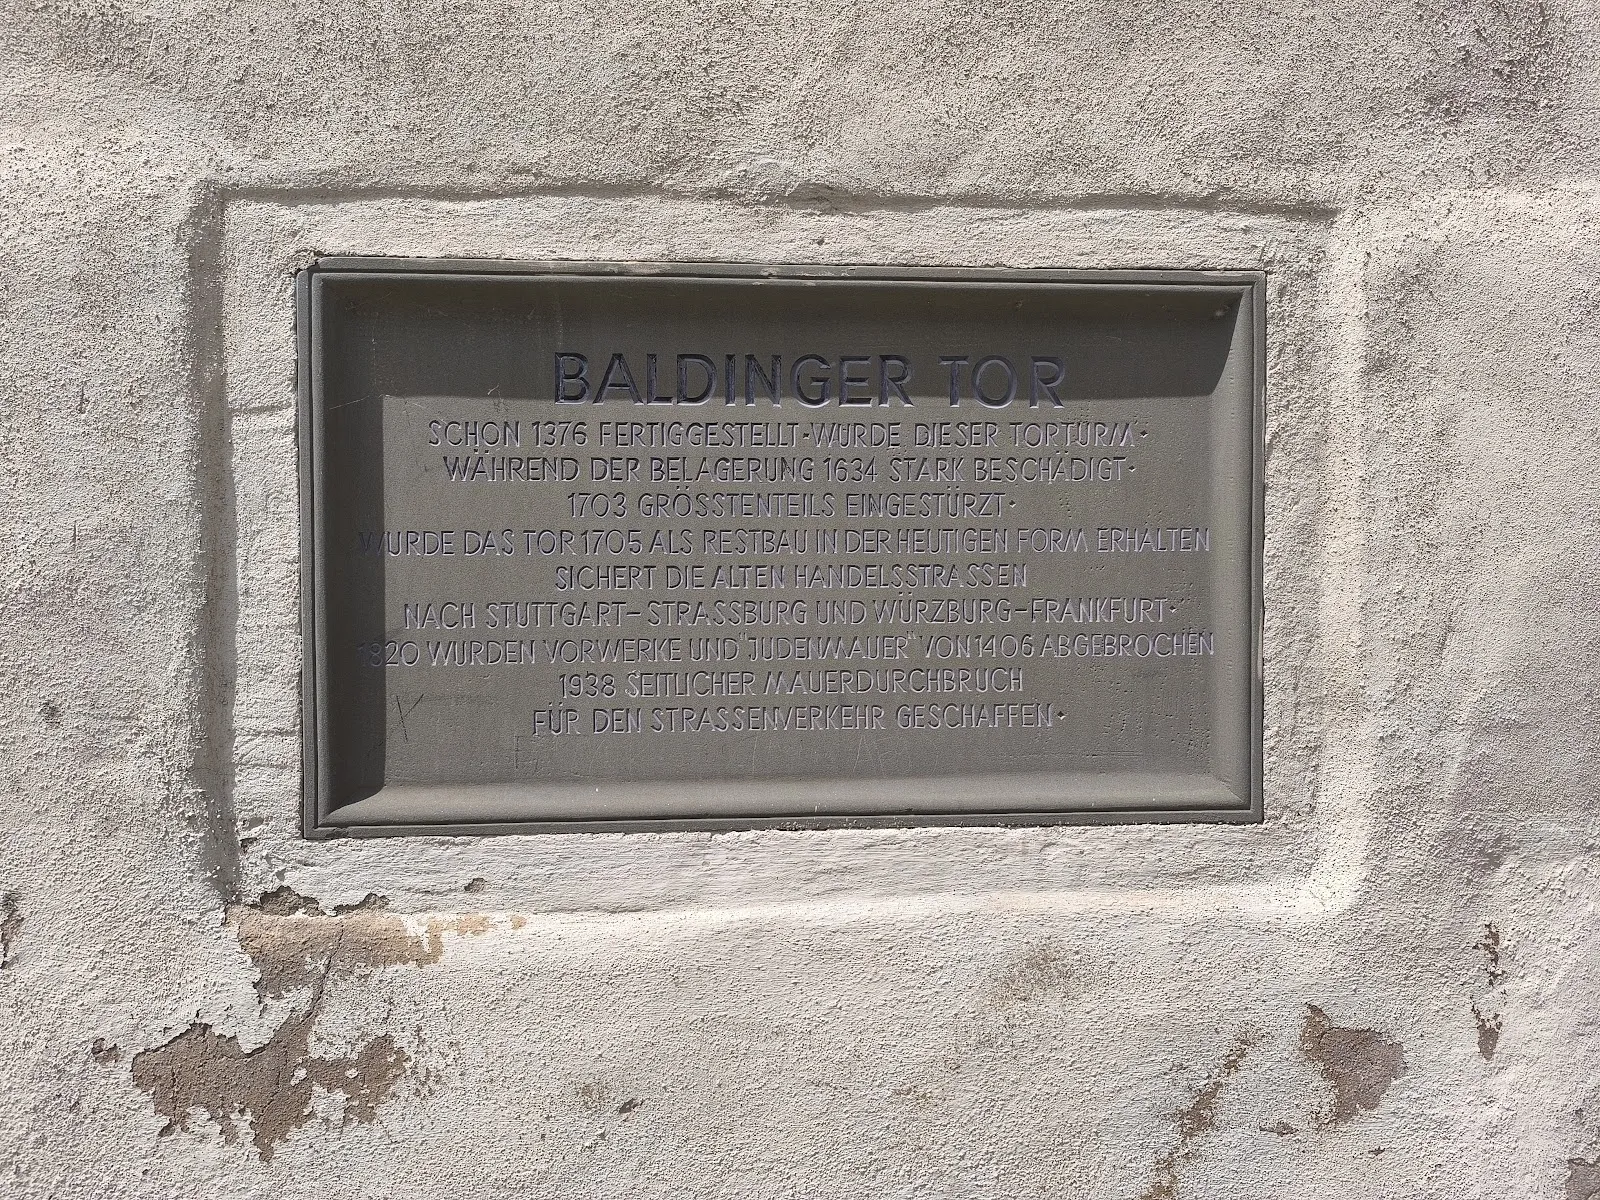 BALDINGER TOR
SCHON 1376 FERTIGGESTELLT·WURDE DIESER TORTURM·
WÄHREND DER BELAGERUNG 1634 STARK BESCHÄDIGT·
1703 GRÖSSTENTEILS EINGESTÜRZT·
WURDE DAS TOR 1705 ALS RESTBAU IN DER HEUTIGEN FORM ERHALTEN
SICHERT DIE ALTEN HANDELSSTRASSEN
NACH STUTTGART-STRASSBURG UND WÜRZBURG-FRANKFURT·
1820 WURDEN VORWERKE UND "JUDENMAUER" VON 1406 ABGEBROCHEN
1938 SEITLICHER MAUERDURCHBRUCH
FÜR DEN STRASSENVERKEHR GESCHAFFEN·